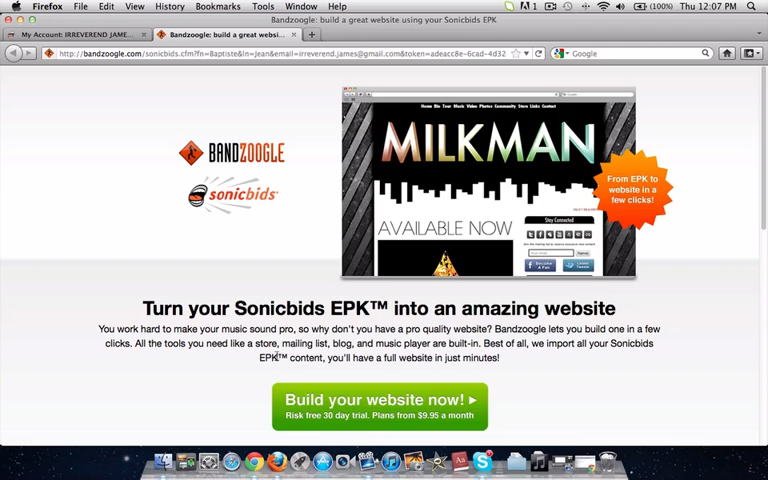 Firefox File Edit View History Bookmarks Tools Window Help
(100%) Thu 12:07 PM
Bandzoogle: build a great website using your Sonicbids EPK
My Account: IRREVEREND JAME...
Bandzoogle: build a great websi...
http://bandzoogle.com/sonicbids.cfm?fn=Baptiste&ln=Jean&email=irreverend.james@gmail.com&token=adeacc8e-6cad-4d32
Google
BANDZOOGLE
sonicbids
Home Bio Tour Music Video Photos Community Store Links Contact
MILKMAN
AVAILABLE NOW
Stay Connected
Become A Fan
From EPK to
website in a
few clicks!
Turn your Sonicbids EPK™ into an amazing website
You work hard to make your music sound pro, so why don't you have a pro quality website? Bandzoogle lets you build one in a few
clicks. All the tools you need like a store, mailing list, blog, and music player are built-in. Best of all, we import all your Sonicbids
EPK™ content, you'll have a full website in just minutes!
Build your website now!
Risk free 30 day trial. Plans from $9.95 a month